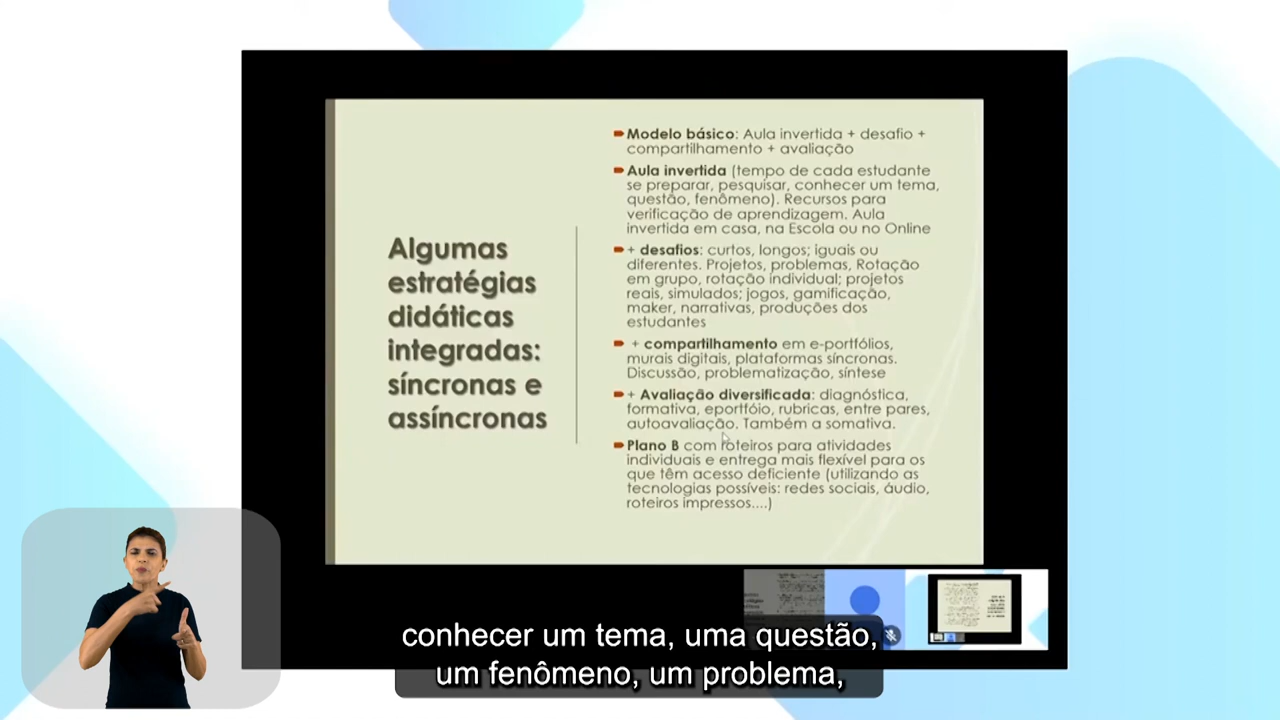 Algumas
estratégias
didáticas
integradas:
síncronas e
assíncronas
Modelo básico: Aula invertida + desafio +
compartilhamento + avaliação
Aula invertida (tempo de cada estudante
se preparar, pesquisar, conhecer um tema,
questão, fenômeno). Recursos para
verificação de aprendizagem. Aula
invertida em casa, na Escola ou no Online
+ desafios: curtos, longos; iguais ou
diferentes. Projetos, problemas, Rotação
em grupo, rotação individual; projetos
reais, simulados; jogos, gamificação,
maker, narrativas, produções dos
estudantes
+ compartilhamento em e-portfólios,
murais digitais, plataformas síncronas.
Discussão, problematização, síntese
+ Avaliação diversificada: diagnóstica,
formativa, eportfóio, rubricas, entre pares,
autoavaliação. Também a somativa.
Plano B com roteiros para atividades
individuais e entrega mais flexível para os
que têm acesso deficiente (utilizando as
tecnologias possíveis: redes sociais, áudio,
roteiros impressos....)
conhecer um tema, uma questão,
um fenômeno, um problema,